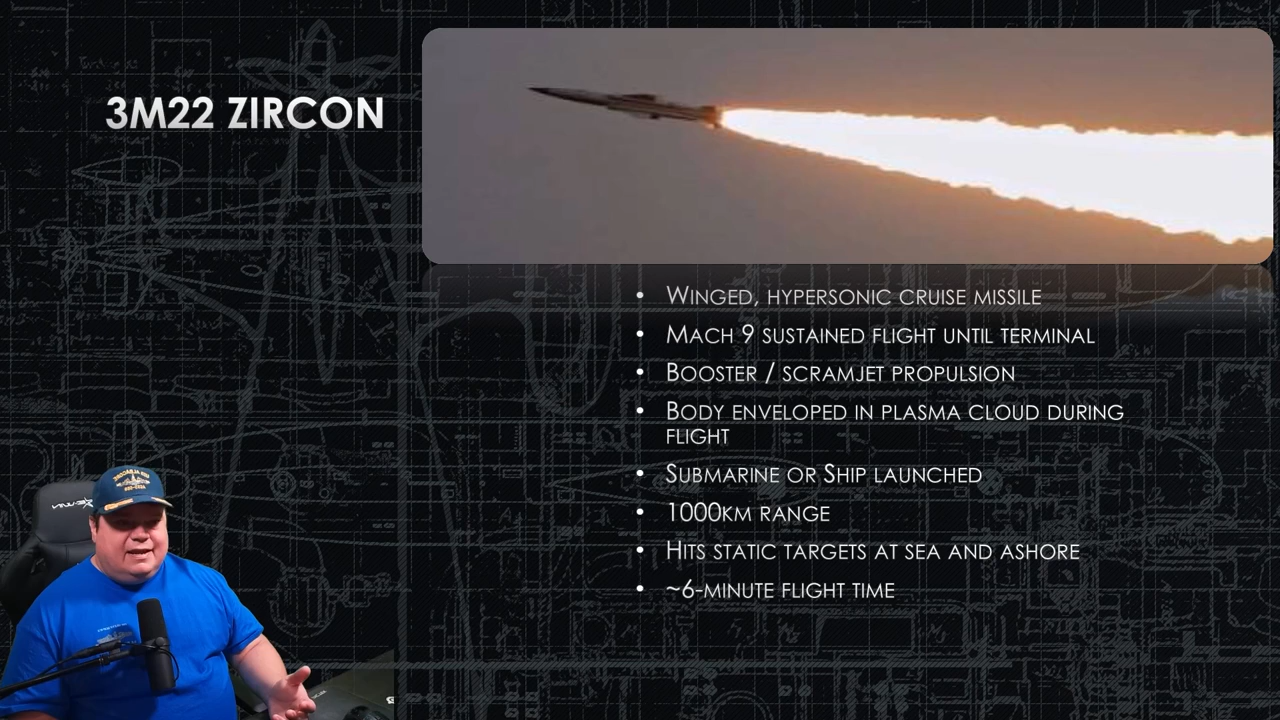 3M22 ZIRCON
• WINGED, HYPERSONIC CRUISE MISSILE
• MACH 9 SUSTAINED FLIGHT UNTIL TERMINAL
• BOOSTER / SCRAMJET PROPULSION
• BODY ENVELOPED IN PLASMA CLOUD DURING
FLIGHT
• SUBMARINE OR SHIP LAUNCHED
• 1000KM RANGE
• HITS STATIC TARGETS AT SEA AND ASHORE
• ~6-MINUTE FLIGHT TIME